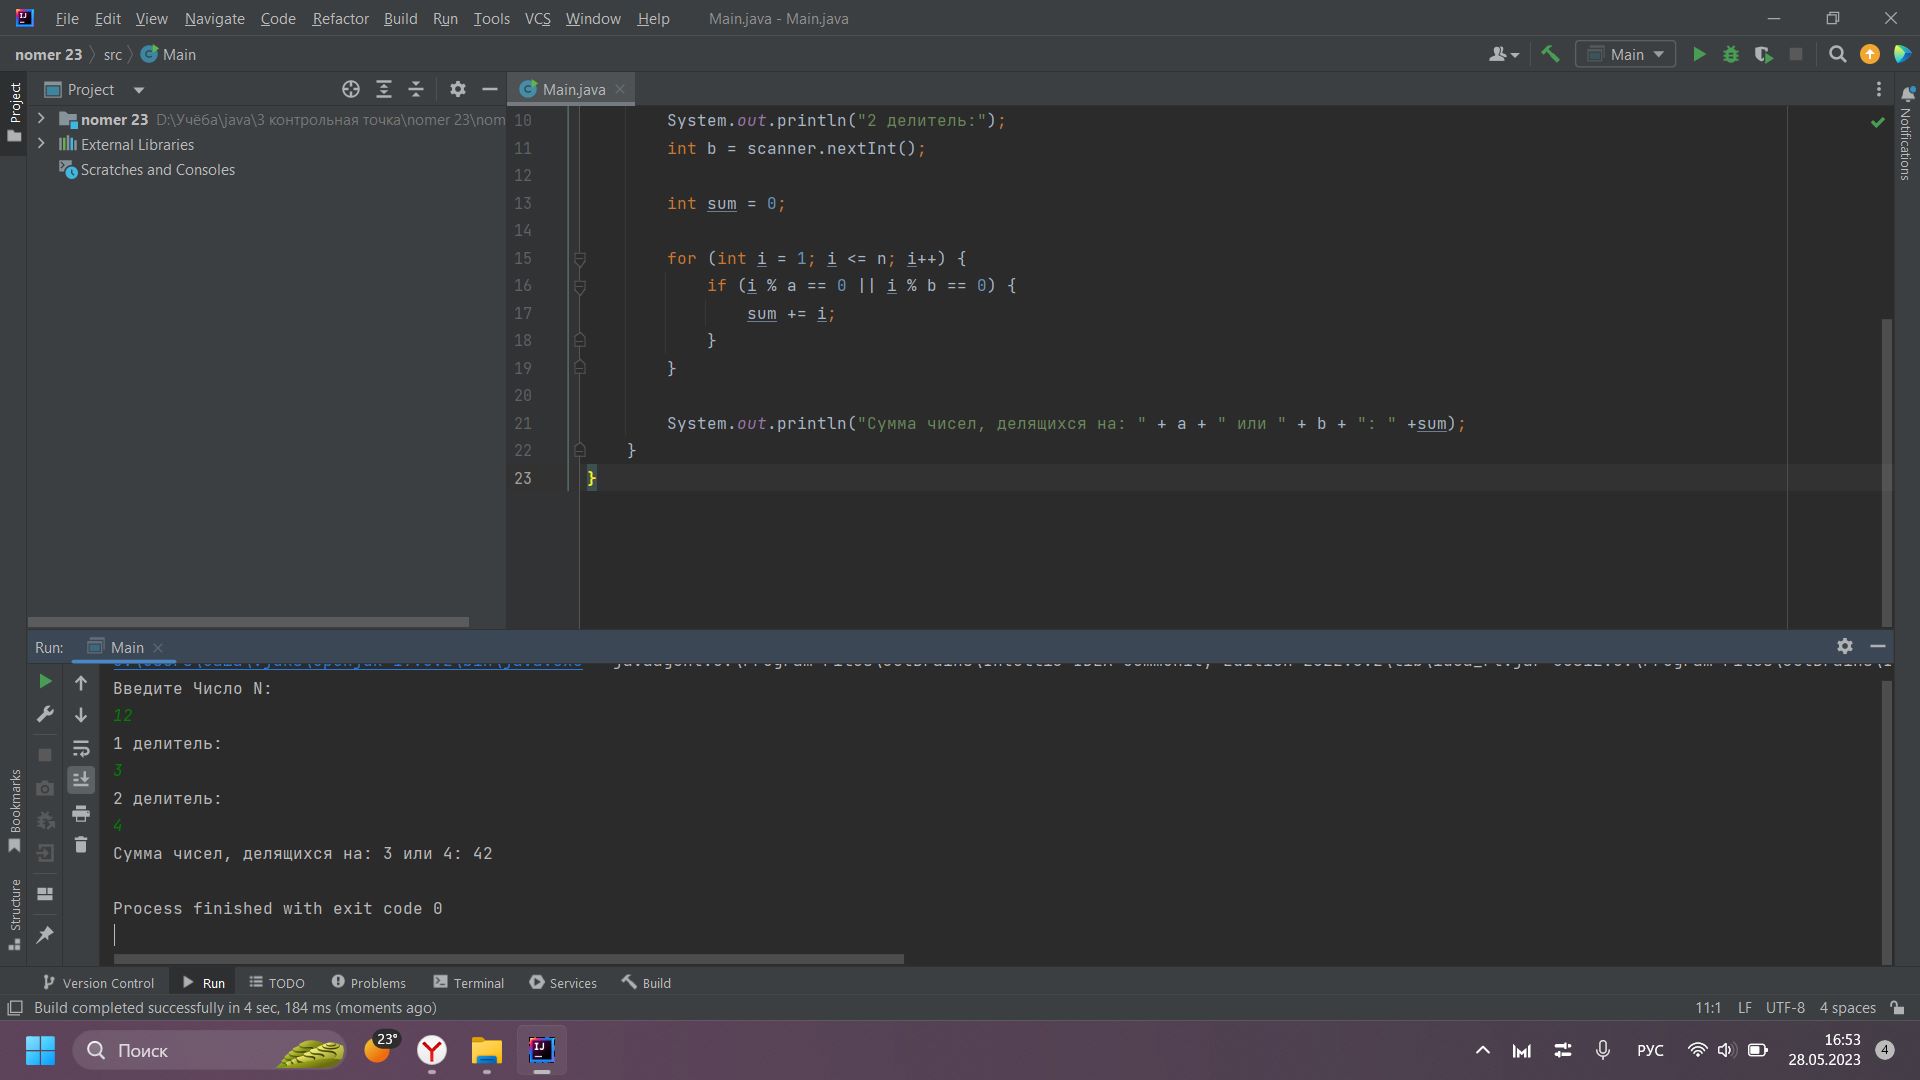 File Edit View Navigate Code Refactor Build Run Tools VCS Window Help Main.java - Main.java
nomer 23 src Main
Main
Project
Project
Main.java
nomer 23 D:\Учёба\java\3 контрольная точка\nomer 23\nom
External Libraries
Scratches and Consoles
Notifications
10 System.out.println("2 делитель:");
11 int b = scanner.nextInt();
12
13 int sum = 0;
14
15 for (int i = 1; i <= n; i++) {
16 if (i % a == 0 || i % b == 0) {
17 sum += i;
18 }
19 }
20
21 System.out.println("Сумма чисел, делящихся на: " + a + " или " + b + ": " +sum);
22 }
23 }
Run: Main
Введите Число N:
12
1 делитель:
3
2 делитель:
4
Сумма чисел, делящихся на: 3 или 4: 42
Process finished with exit code 0
Bookmarks
Structure
Version Control Run TODO Problems Terminal Services Build
Build completed successfully in 4 sec, 184 ms (moments ago)
11:1 LF UTF-8 4 spaces
Поиск
23°
РУС
16:53
28.05.2023
4